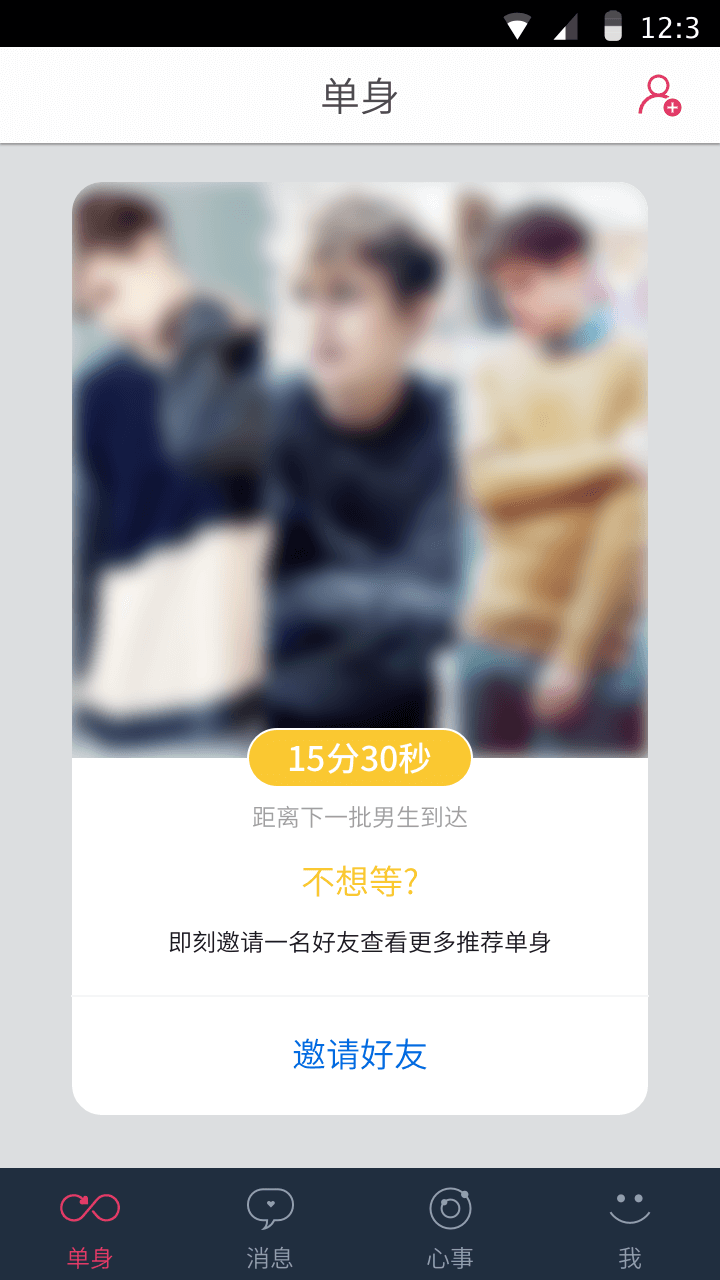 12:3
单身
15分30秒
距离下一批男生到达
不想等?
即刻邀请一名好友查看更多推荐单身
邀请好友
单身
消息
心事
我